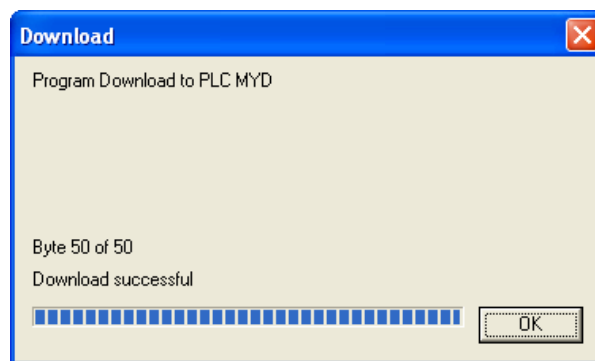 Download
Program Download to PLC MYD
Byte 50 of 50
Download successful
OK